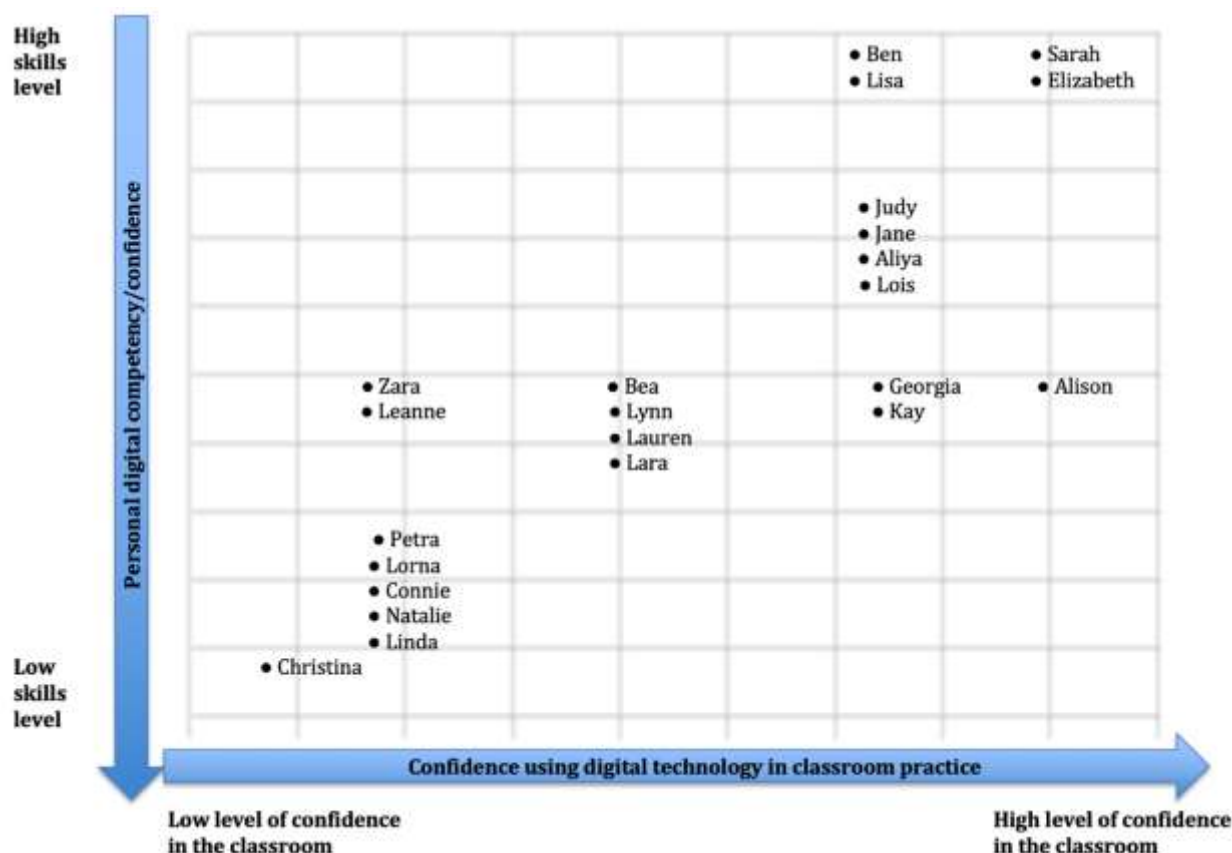 High
skills
level
Personal digital competency/confidence
• Ben
• Sarah
• Lisa
• Elizabeth
• Judy
• Jane
• Aliya
• Lois
• Zara
• Bea
• Georgia
• Alison
• Leanne
• Lynn
• Kay
• Lauren
• Lara
• Petra
• Lorna
• Connie
• Natalie
• Linda
• Christina
Low
skills
level
Confidence using digital technology in classroom practice
Low level of confidence
in the classroom
High level of confidence
in the classroom